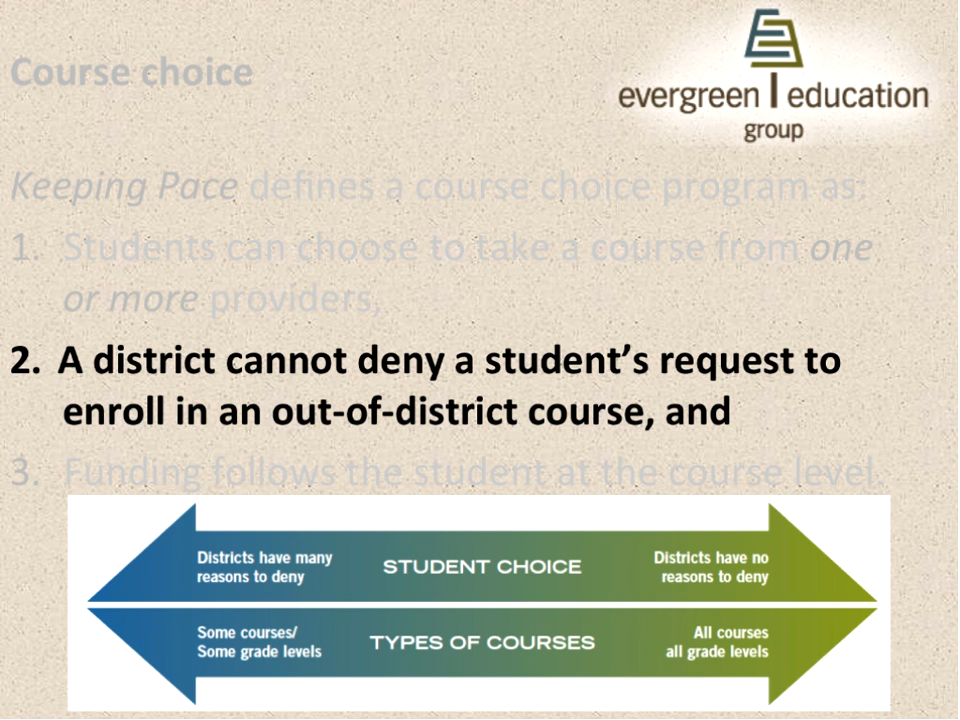 Course choice
evergreen education
group
Keeping Pace defines a course choice program as:
1. Students can choose to take a course from one
or more providers,
2. A district cannot deny a student’s request to
enroll in an out-of-district course, and
3. Funding follows the student at the course level.
Districts have many
reasons to deny
STUDENT CHOICE
Districts have no
reasons to deny
Some courses/
Some grade levels
TYPES OF COURSES
All courses
all grade levels